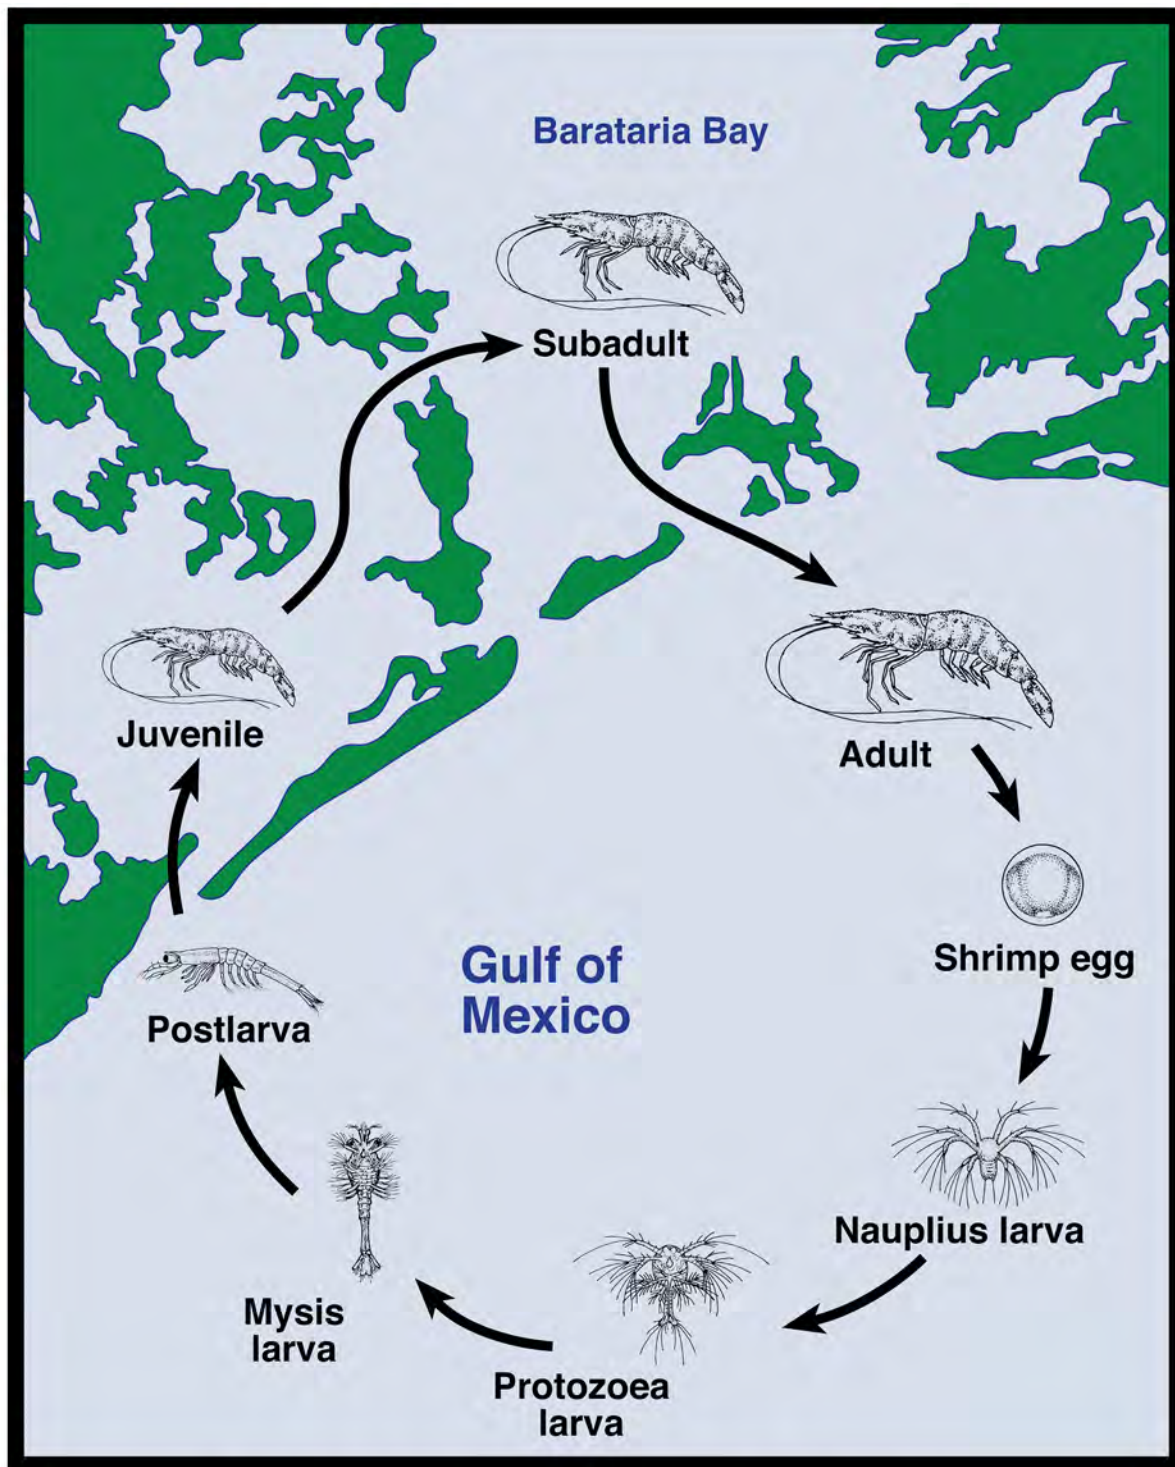 Barataria Bay
Subadult
Juvenile
Adult
Shrimp egg
Gulf of
Mexico
Postlarva
Nauplius larva
Mysis
larva
Protozoea
larva